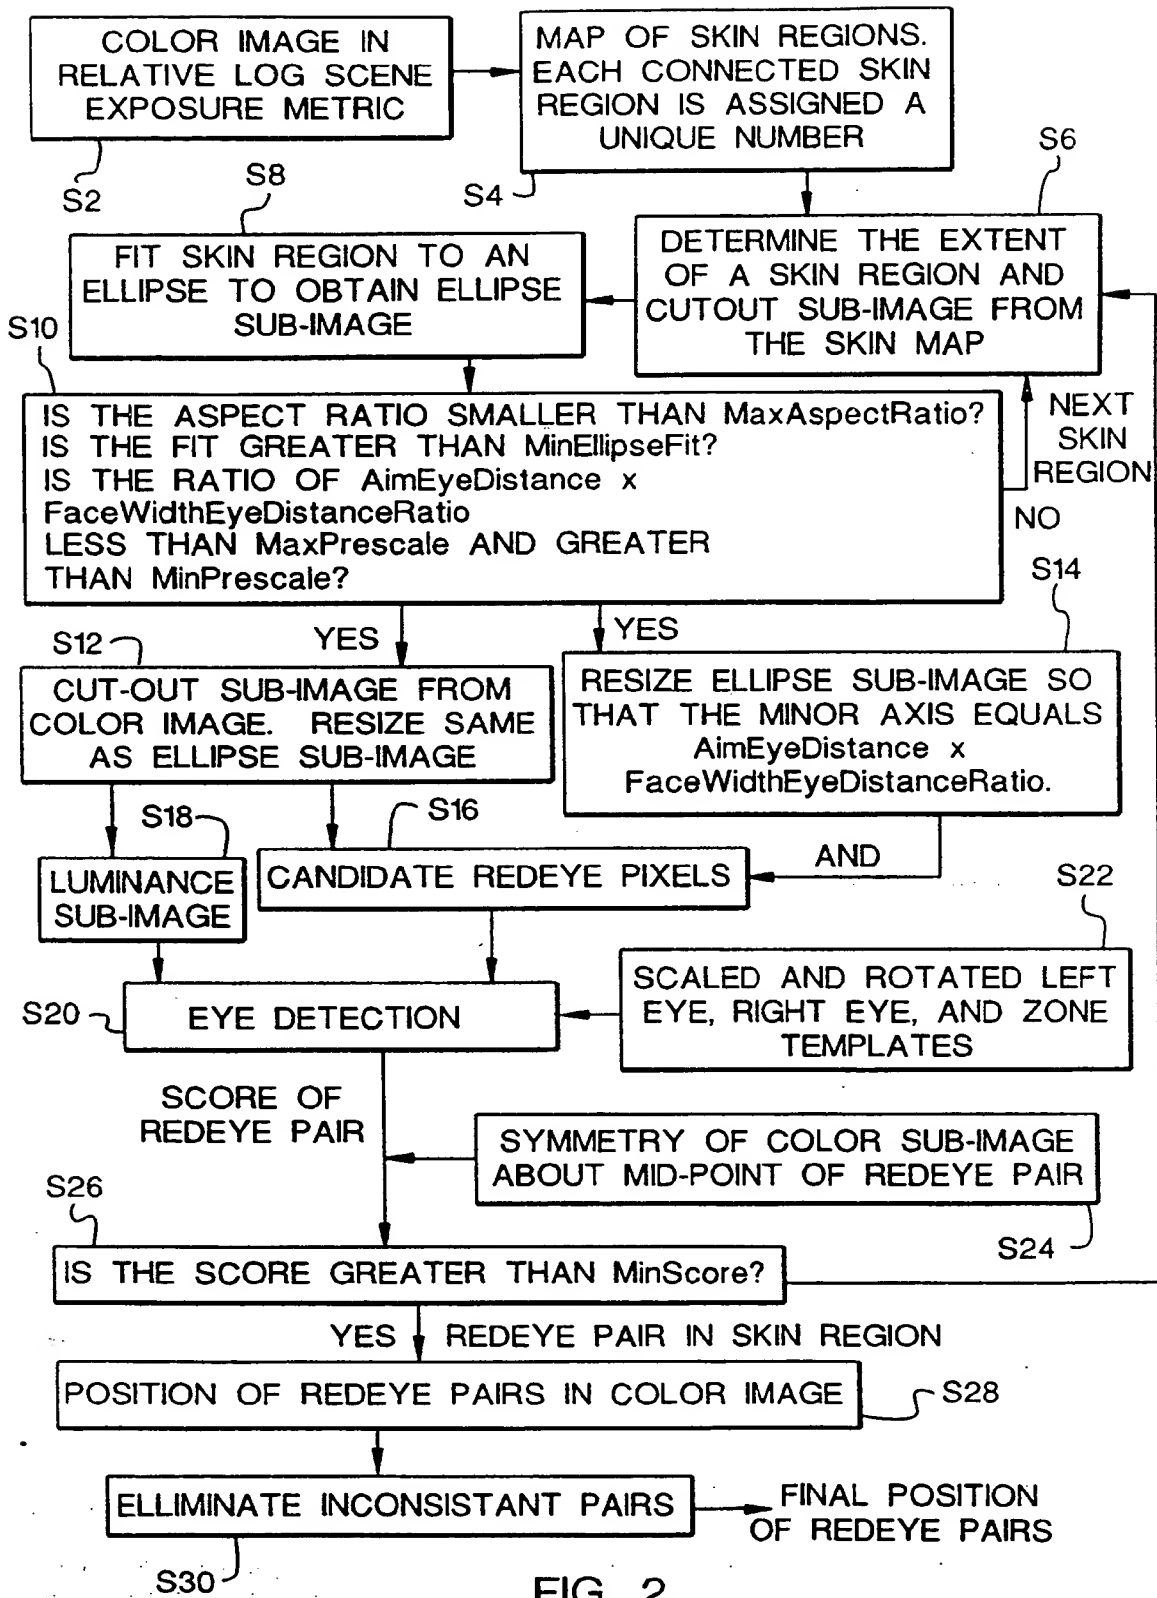 COLOR IMAGE IN
RELATIVE LOG SCENE
EXPOSURE METRIC
S2
MAP OF SKIN REGIONS.
EACH CONNECTED SKIN
REGION IS ASSIGNED A
UNIQUE NUMBER
S4
S6
DETERMINE THE EXTENT
OF A SKIN REGION AND
CUTOUT SUB-IMAGE FROM
THE SKIN MAP
S8
FIT SKIN REGION TO AN
ELLIPSE TO OBTAIN ELLIPSE
SUB-IMAGE
S10
IS THE ASPECT RATIO SMALLER THAN MaxAspectRatio?
IS THE FIT GREATER THAN MinEllipseFit?
IS THE RATIO OF AimEyeDistance x
FaceWidthEyeDistanceRatio
LESS THAN MaxPrescale AND GREATER
THAN MinPrescale?
NEXT
SKIN
REGION
NO
YES
YES
S12
CUT-OUT SUB-IMAGE FROM
COLOR IMAGE. RESIZE SAME
AS ELLIPSE SUB-IMAGE
S14
RESIZE ELLIPSE SUB-IMAGE SO
THAT THE MINOR AXIS EQUALS
AimEyeDistance x
FaceWidthEyeDistanceRatio.
S18
LUMINANCE
SUB-IMAGE
S16
CANDIDATE REDEYE PIXELS
AND
S22
SCALED AND ROTATED LEFT
EYE, RIGHT EYE, AND ZONE
TEMPLATES
S20
EYE DETECTION
SCORE OF
REDEYE PAIR
SYMMETRY OF COLOR SUB-IMAGE
ABOUT MID-POINT OF REDEYE PAIR
S24
S26
IS THE SCORE GREATER THAN MinScore?
YES REDEYE PAIR IN SKIN REGION
POSITION OF REDEYE PAIRS IN COLOR IMAGE
S28
ELLIMINATE INCONSISTANT PAIRS
S30
FINAL POSITION
OF REDEYE PAIRS
FIG. 2